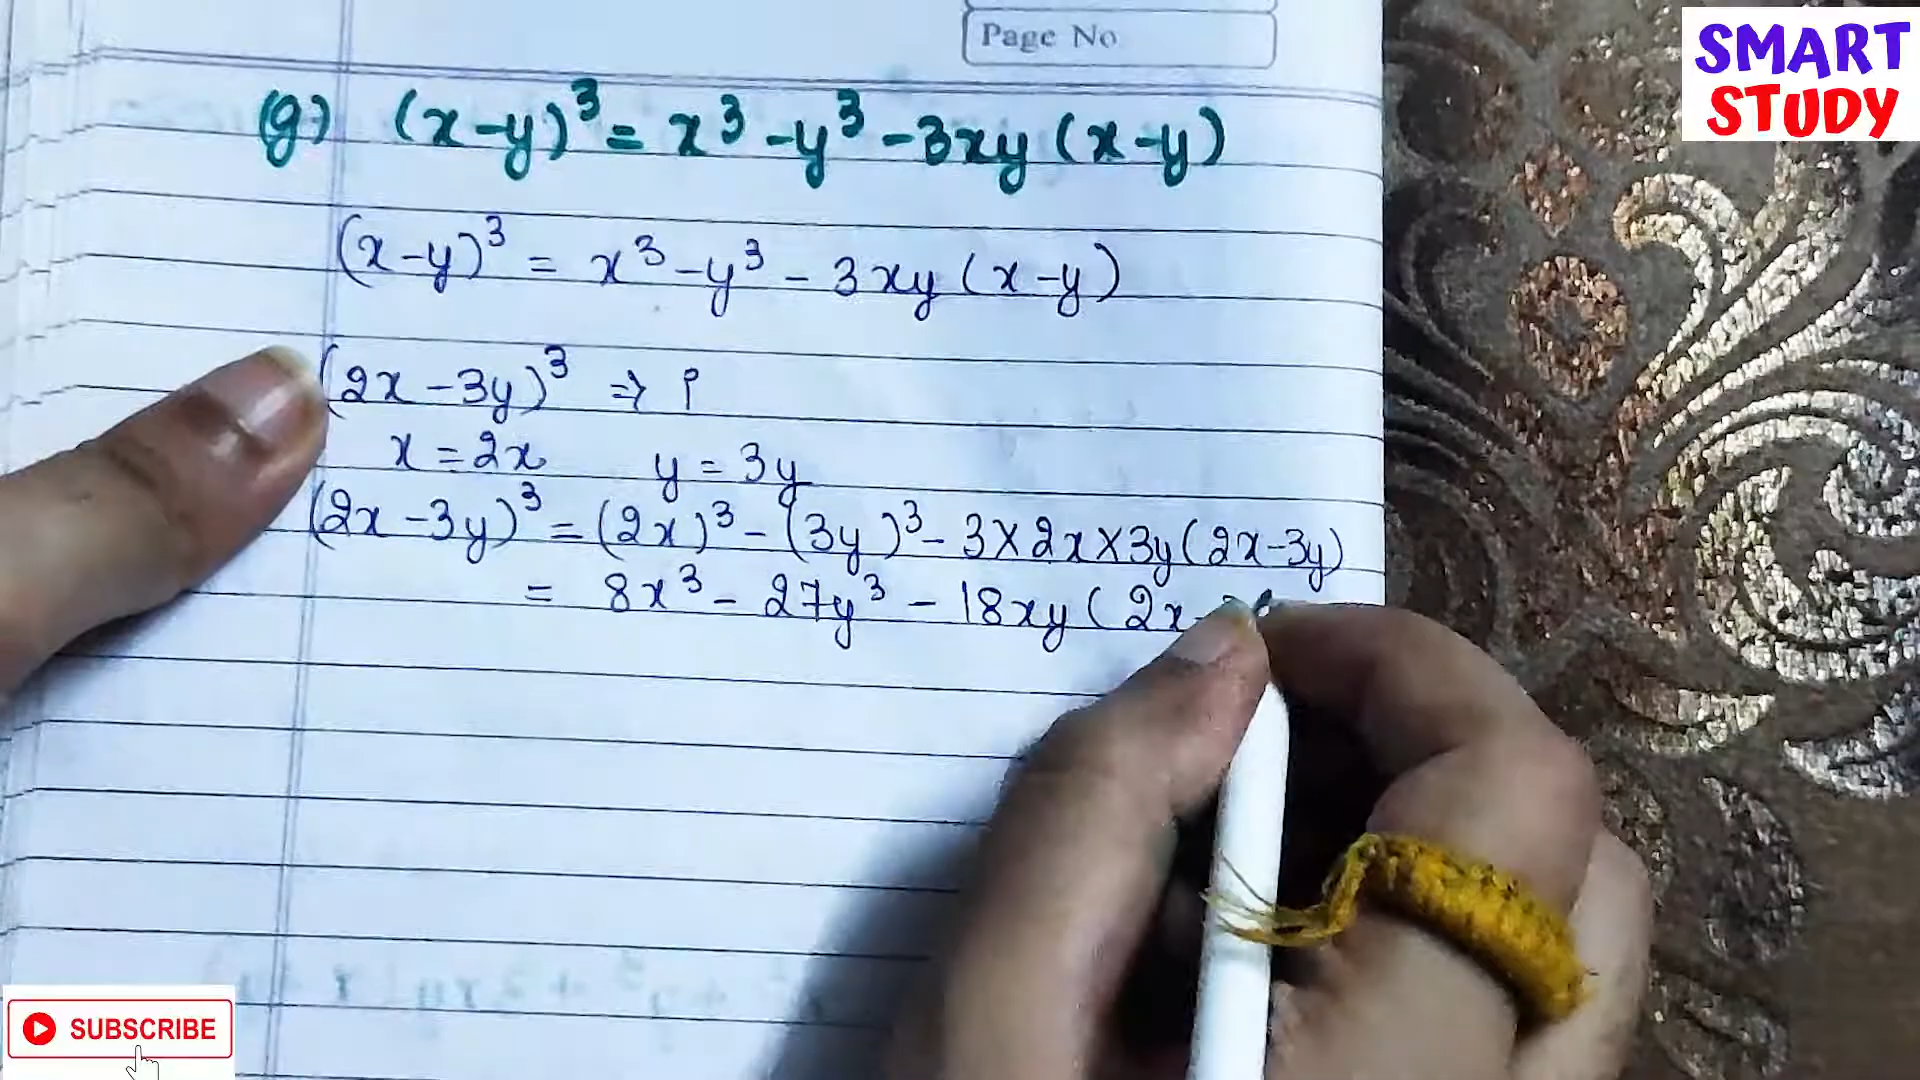 Page No
SMART
STUDY
(g) (x-y)³ = x³ - y³ - 3xy (x-y)
(x-y)³ = x³ - y³ - 3xy (x-y)
(2x - 3y)³ ⇒ ?
x = 2x y = 3y
(2x - 3y)³ = (2x)³ - (3y)³ - 3×2x×3y (2x-3y)
= 8x³ - 27y³ - 18xy ( 2x -
SUBSCRIBE